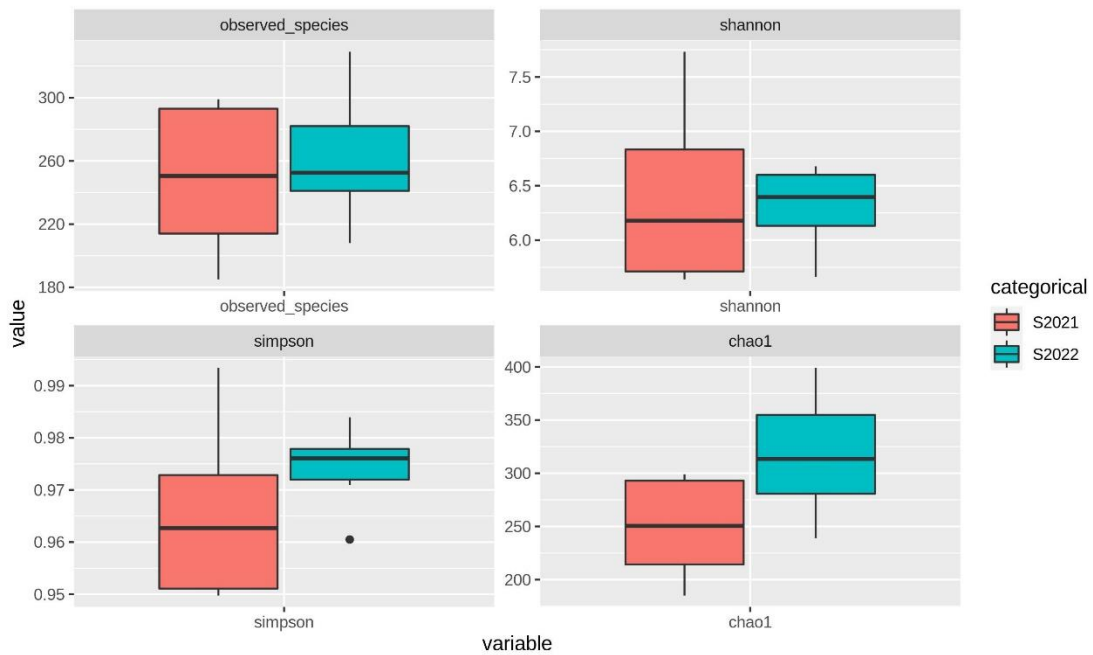 observed_species
shannon
300
260
220
180
7.5
7.0
6.5
6.0
observed_species
shannon
value
simpson
chao1
0.99
0.98
0.97
0.96
0.95
400
350
300
250
200
simpson
chao1
variable
categorical
S2021
S2022